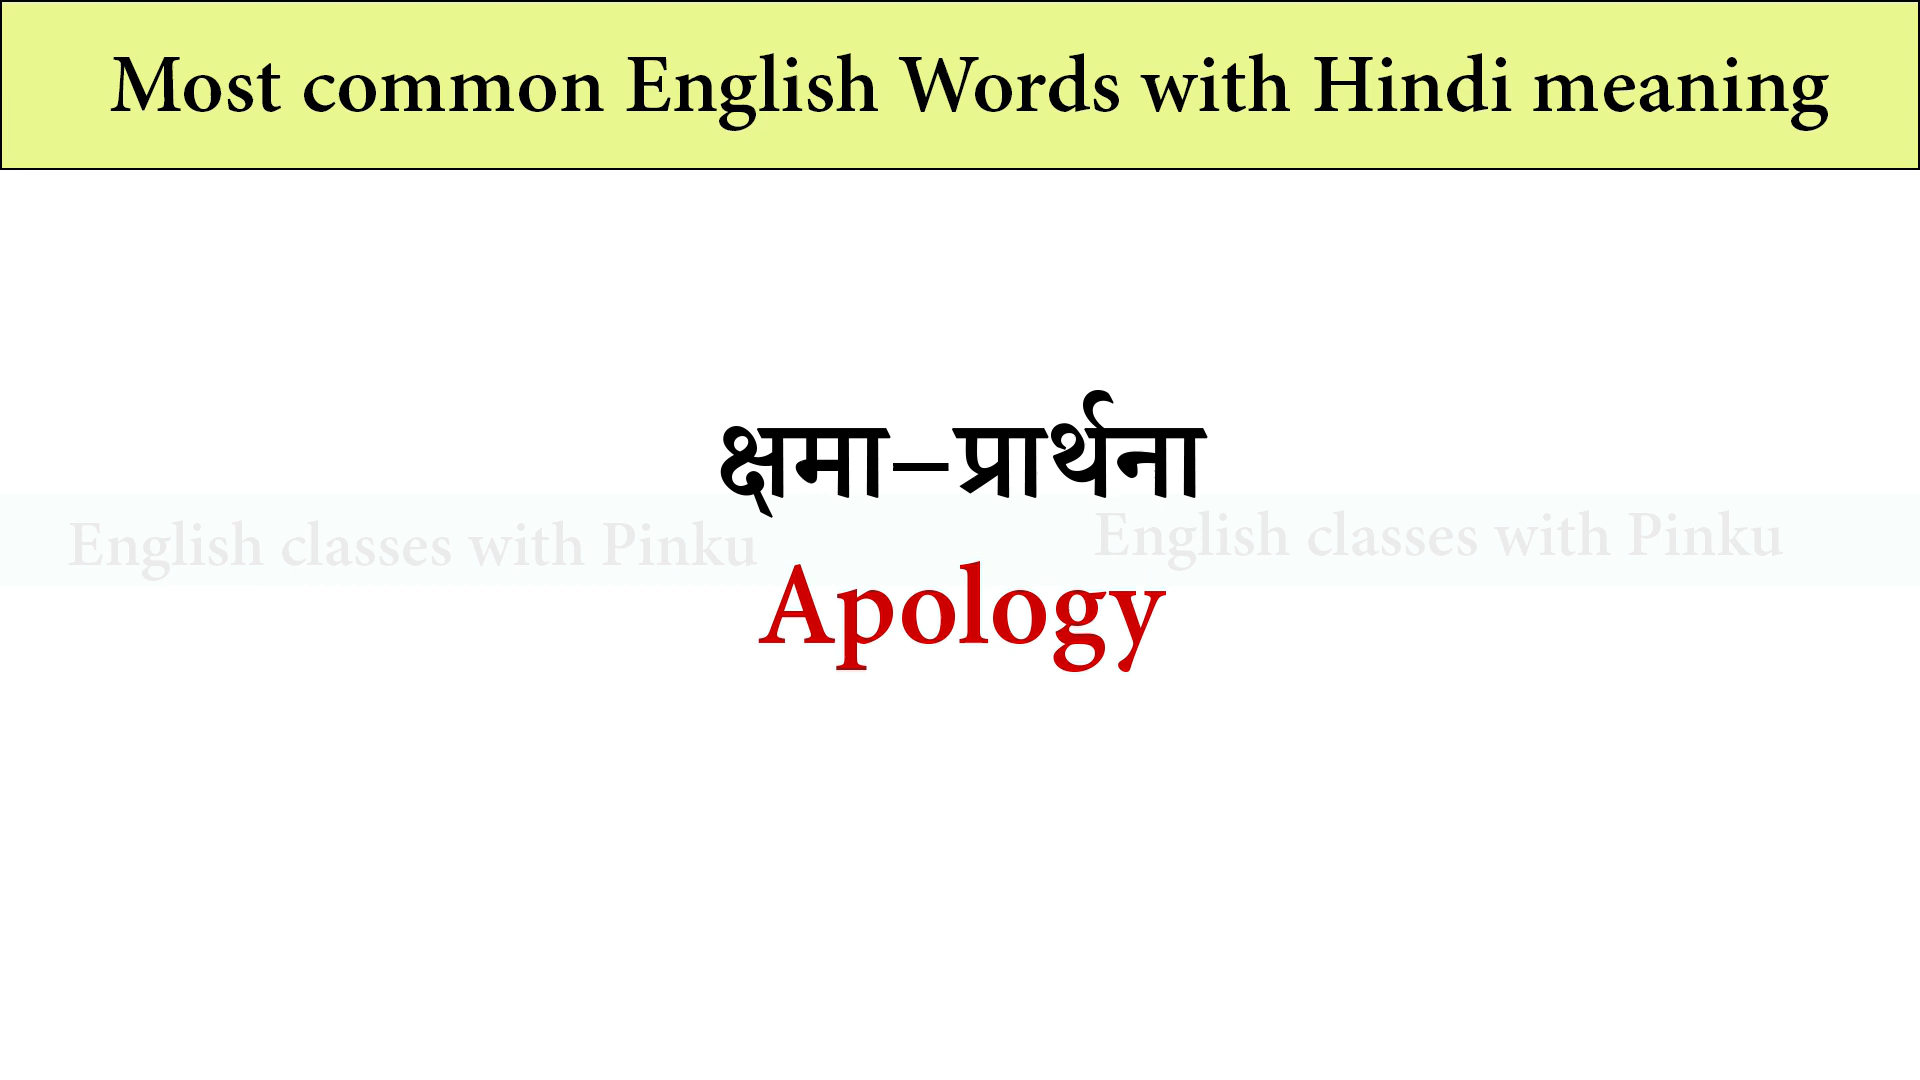 Most common English Words with Hindi meaning
क्षमा–प्रार्थना
English classes with Pinku English classes with Pinku
Apology